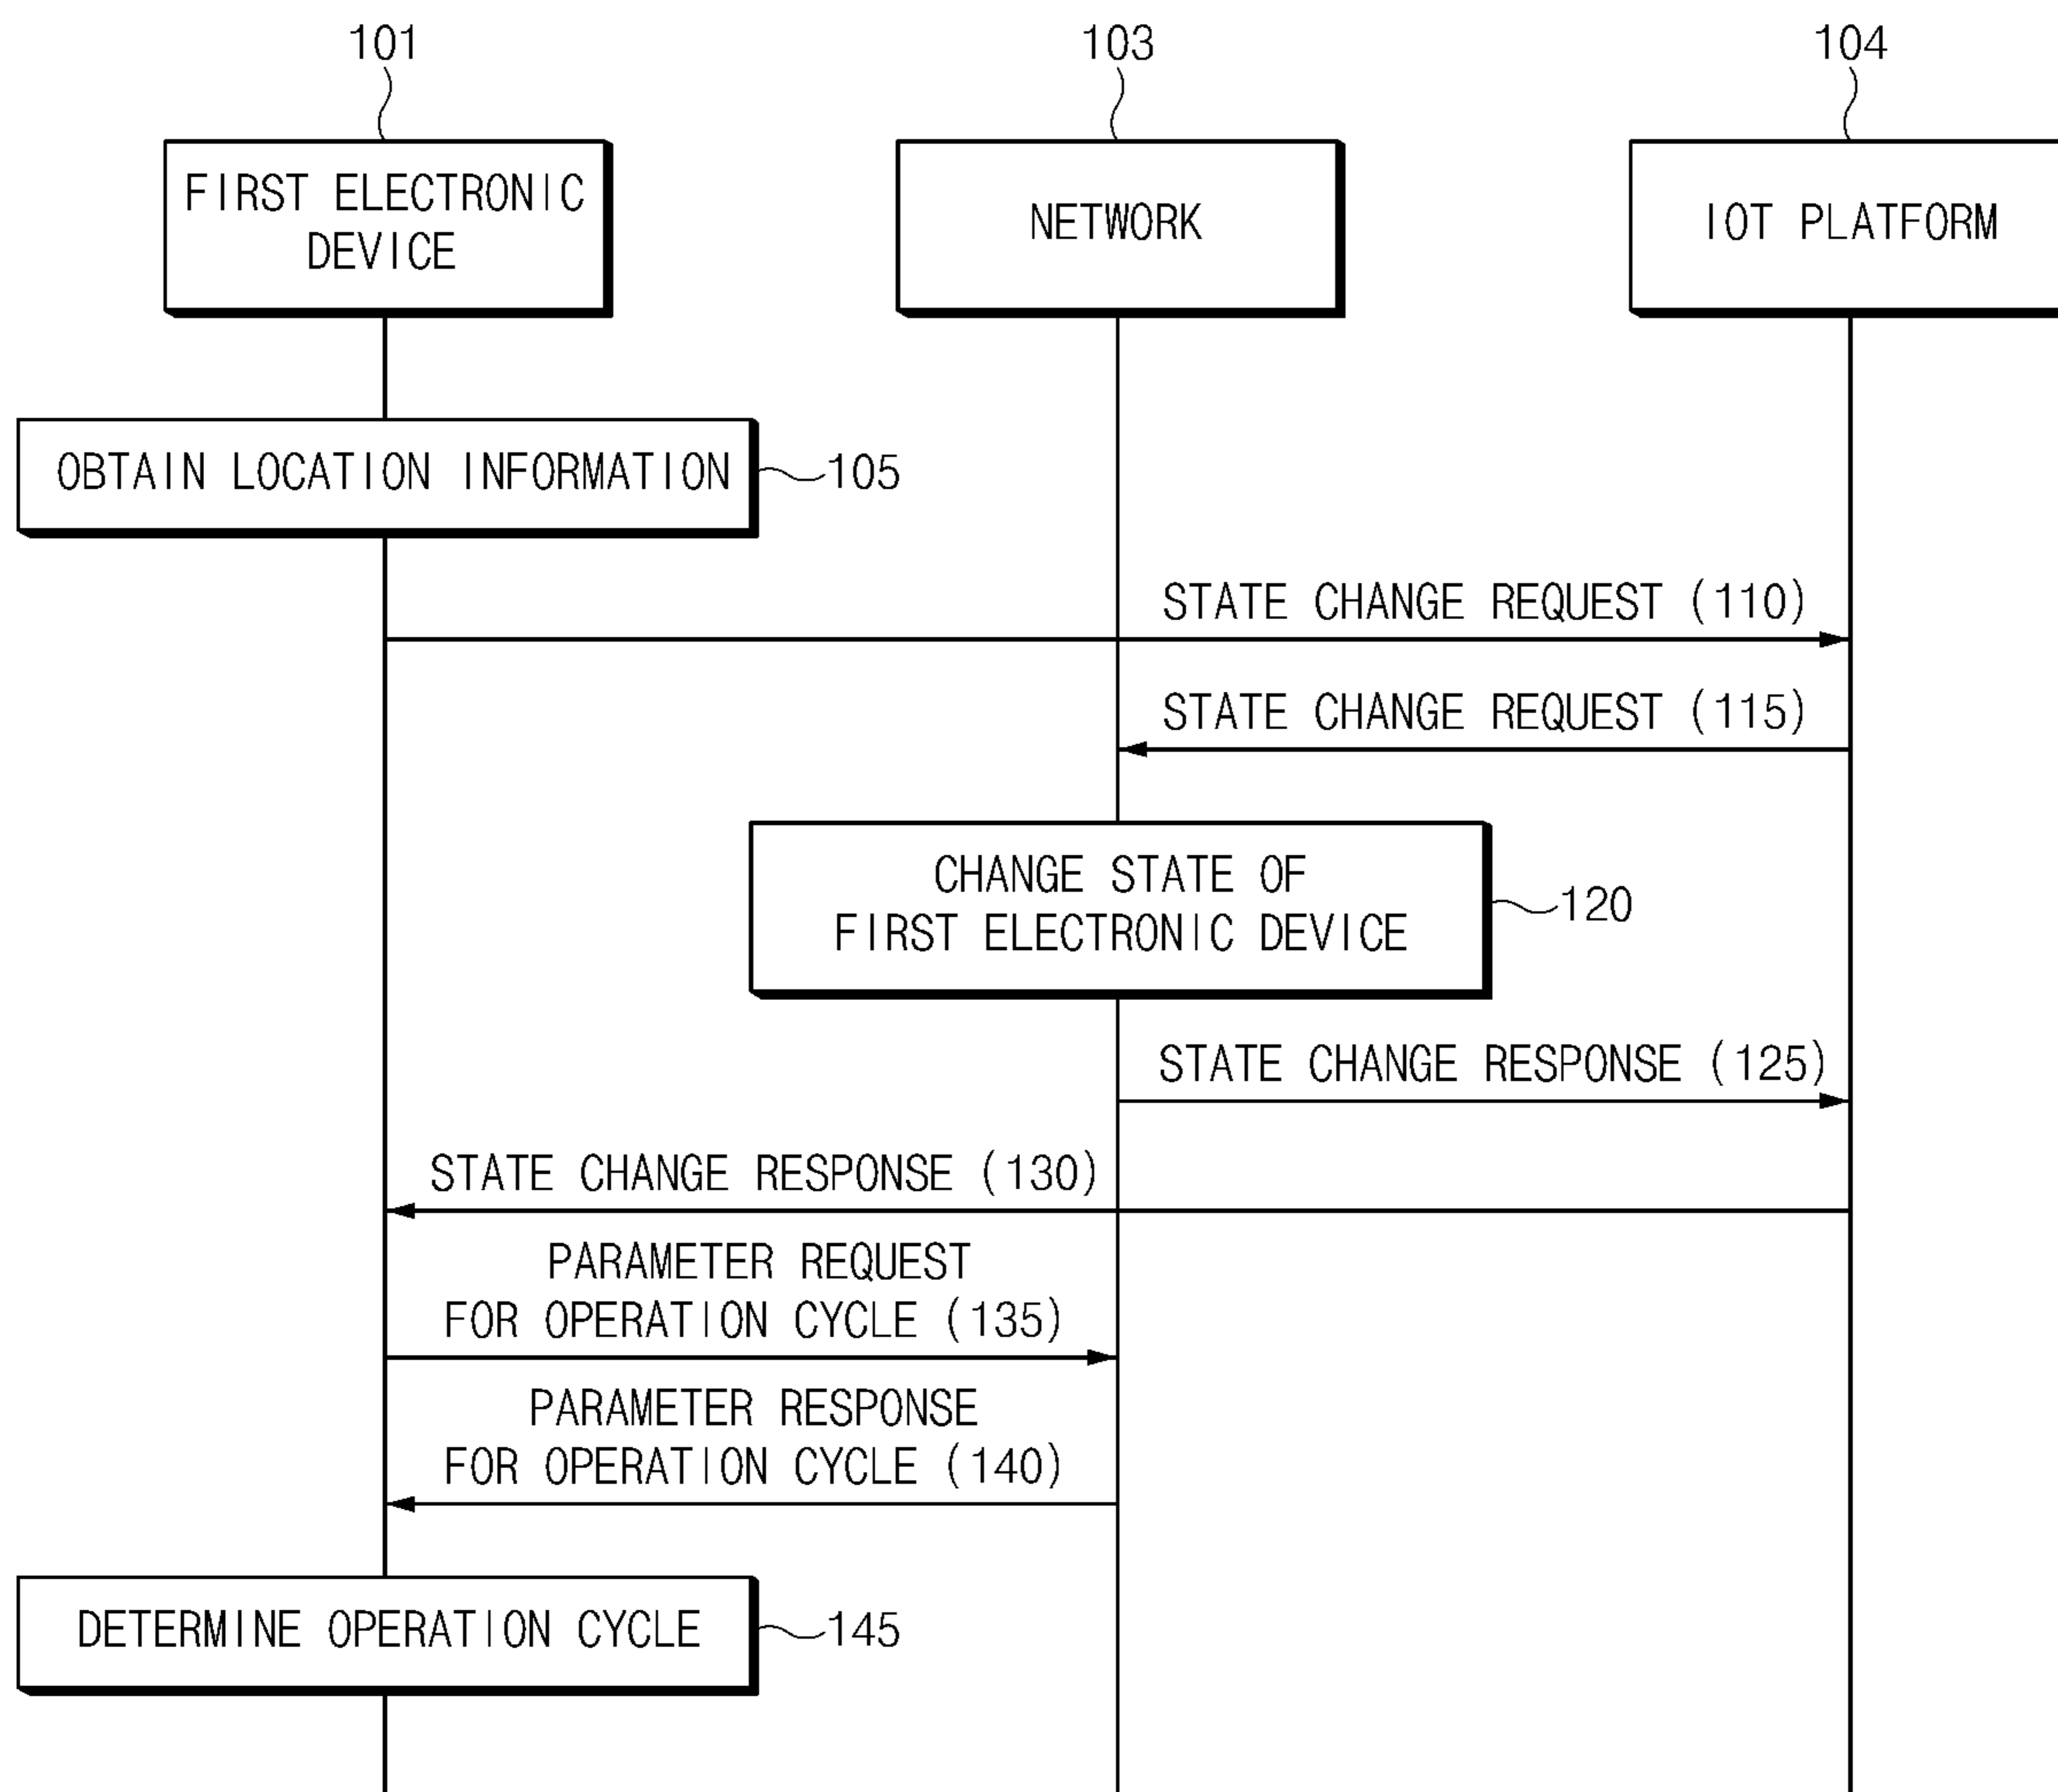 101
103
104
FIRST ELECTRONIC
DEVICE
NETWORK
IOT PLATFORM
OBTAIN LOCATION INFORMATION
105
STATE CHANGE REQUEST (110)
STATE CHANGE REQUEST (115)
CHANGE STATE OF
FIRST ELECTRONIC DEVICE
120
STATE CHANGE RESPONSE (125)
STATE CHANGE RESPONSE (130)
PARAMETER REQUEST
FOR OPERATION CYCLE (135)
PARAMETER RESPONSE
FOR OPERATION CYCLE (140)
DETERMINE OPERATION CYCLE
145